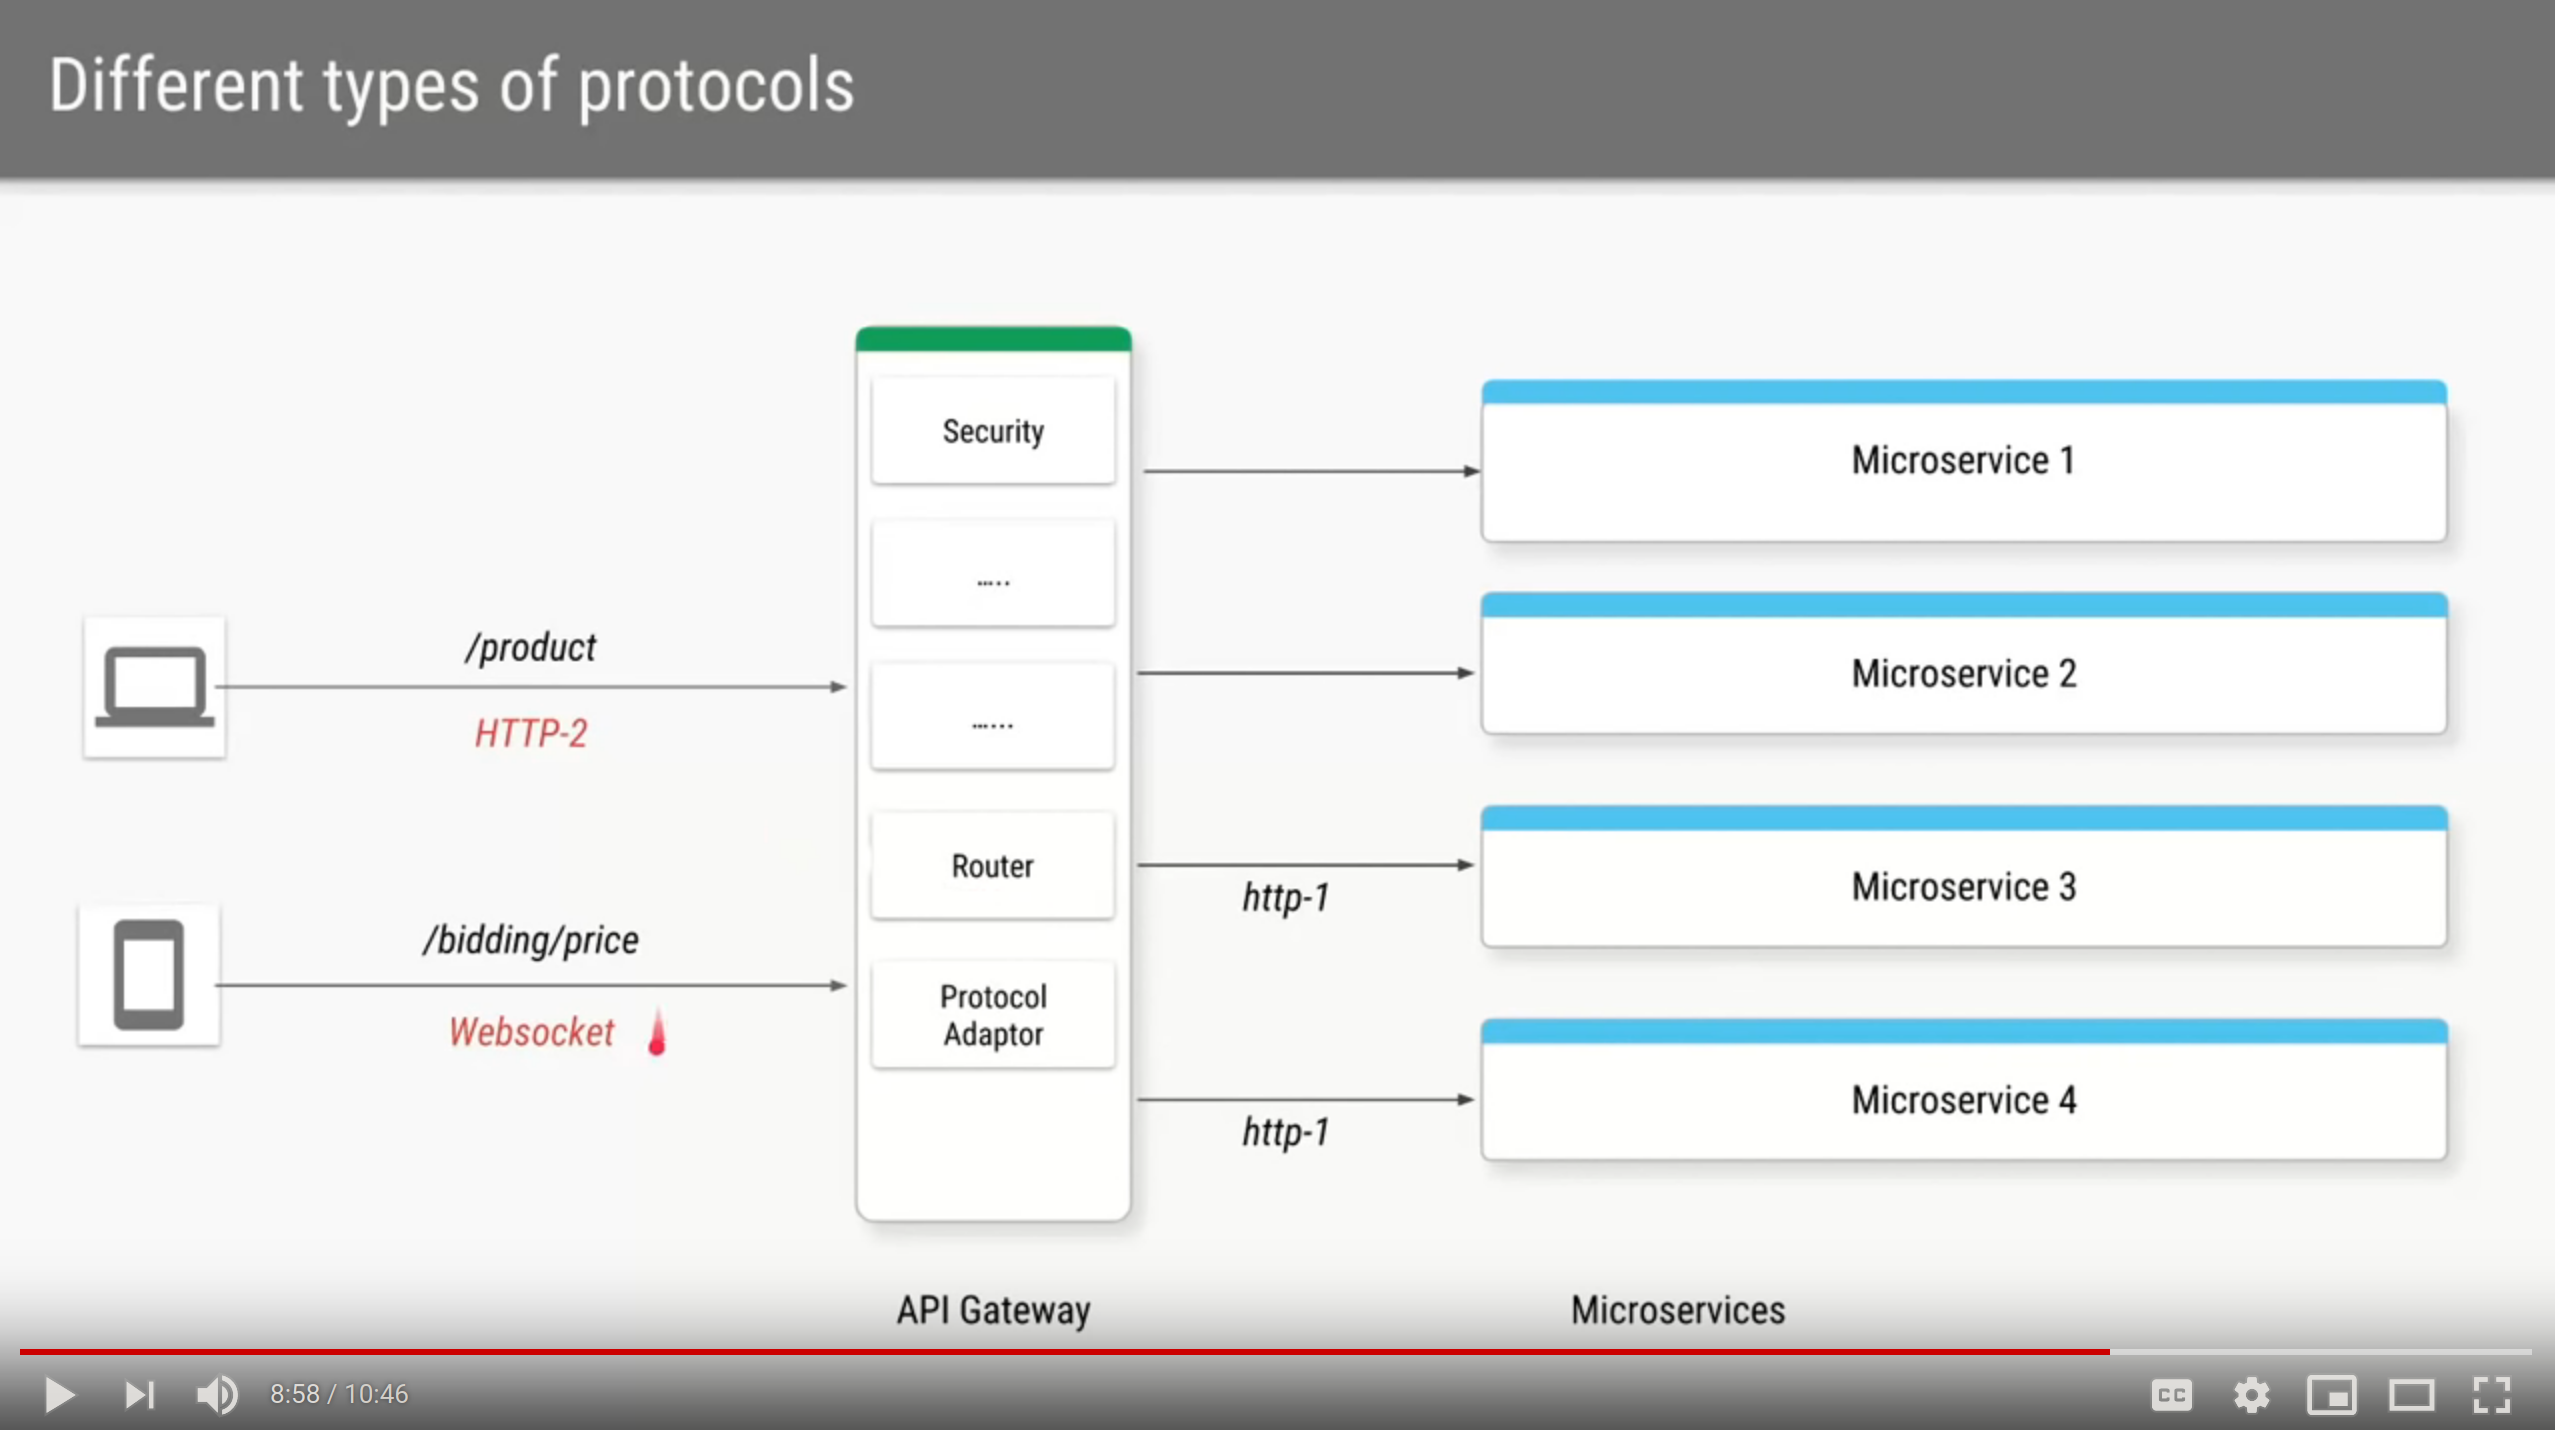 Different types of protocols
Security
.....
......
Router
Protocol
Adaptor
/product
HTTP-2
/bidding/price
Websocket
http-1
http-1
Microservice 1
Microservice 2
Microservice 3
Microservice 4
API Gateway
Microservices
8:58 / 10:46
CC